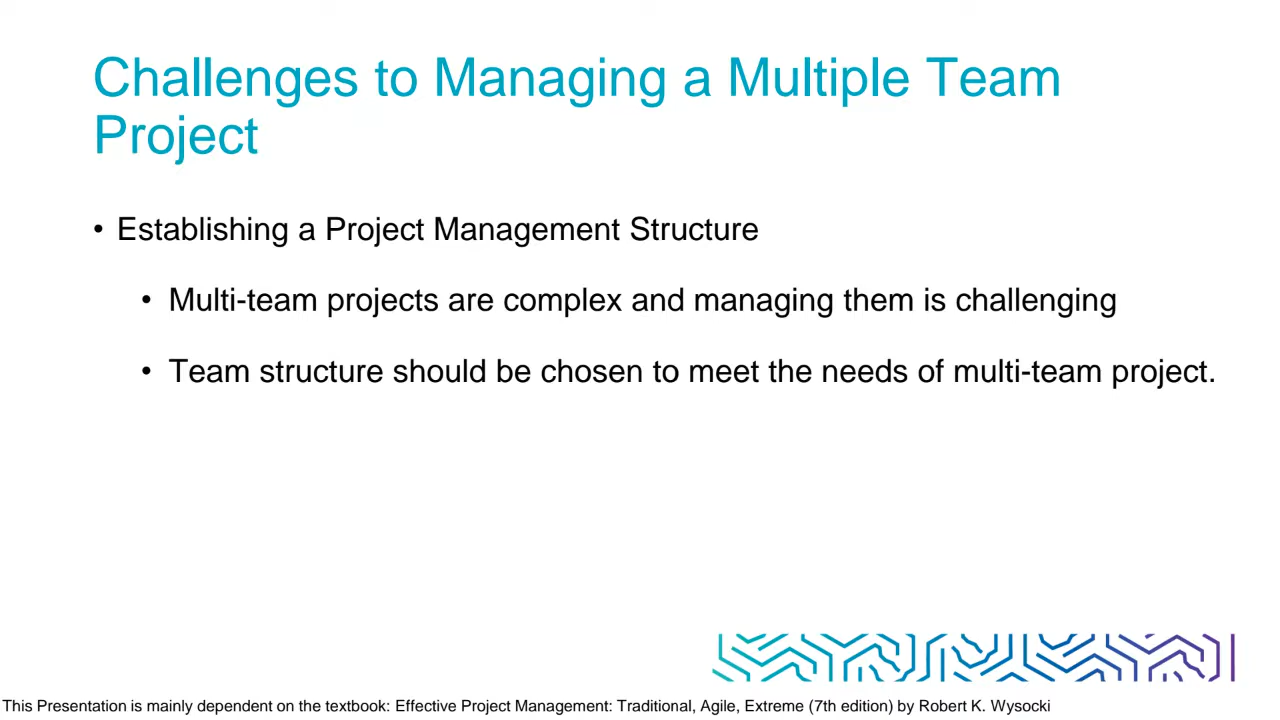 Challenges to Managing a Multiple Team
Project
• Establishing a Project Management Structure
• Multi-team projects are complex and managing them is challenging
• Team structure should be chosen to meet the needs of multi-team project.
This Presentation is mainly dependent on the textbook: Effective Project Management: Traditional, Agile, Extreme (7th edition) by Robert K. Wysocki